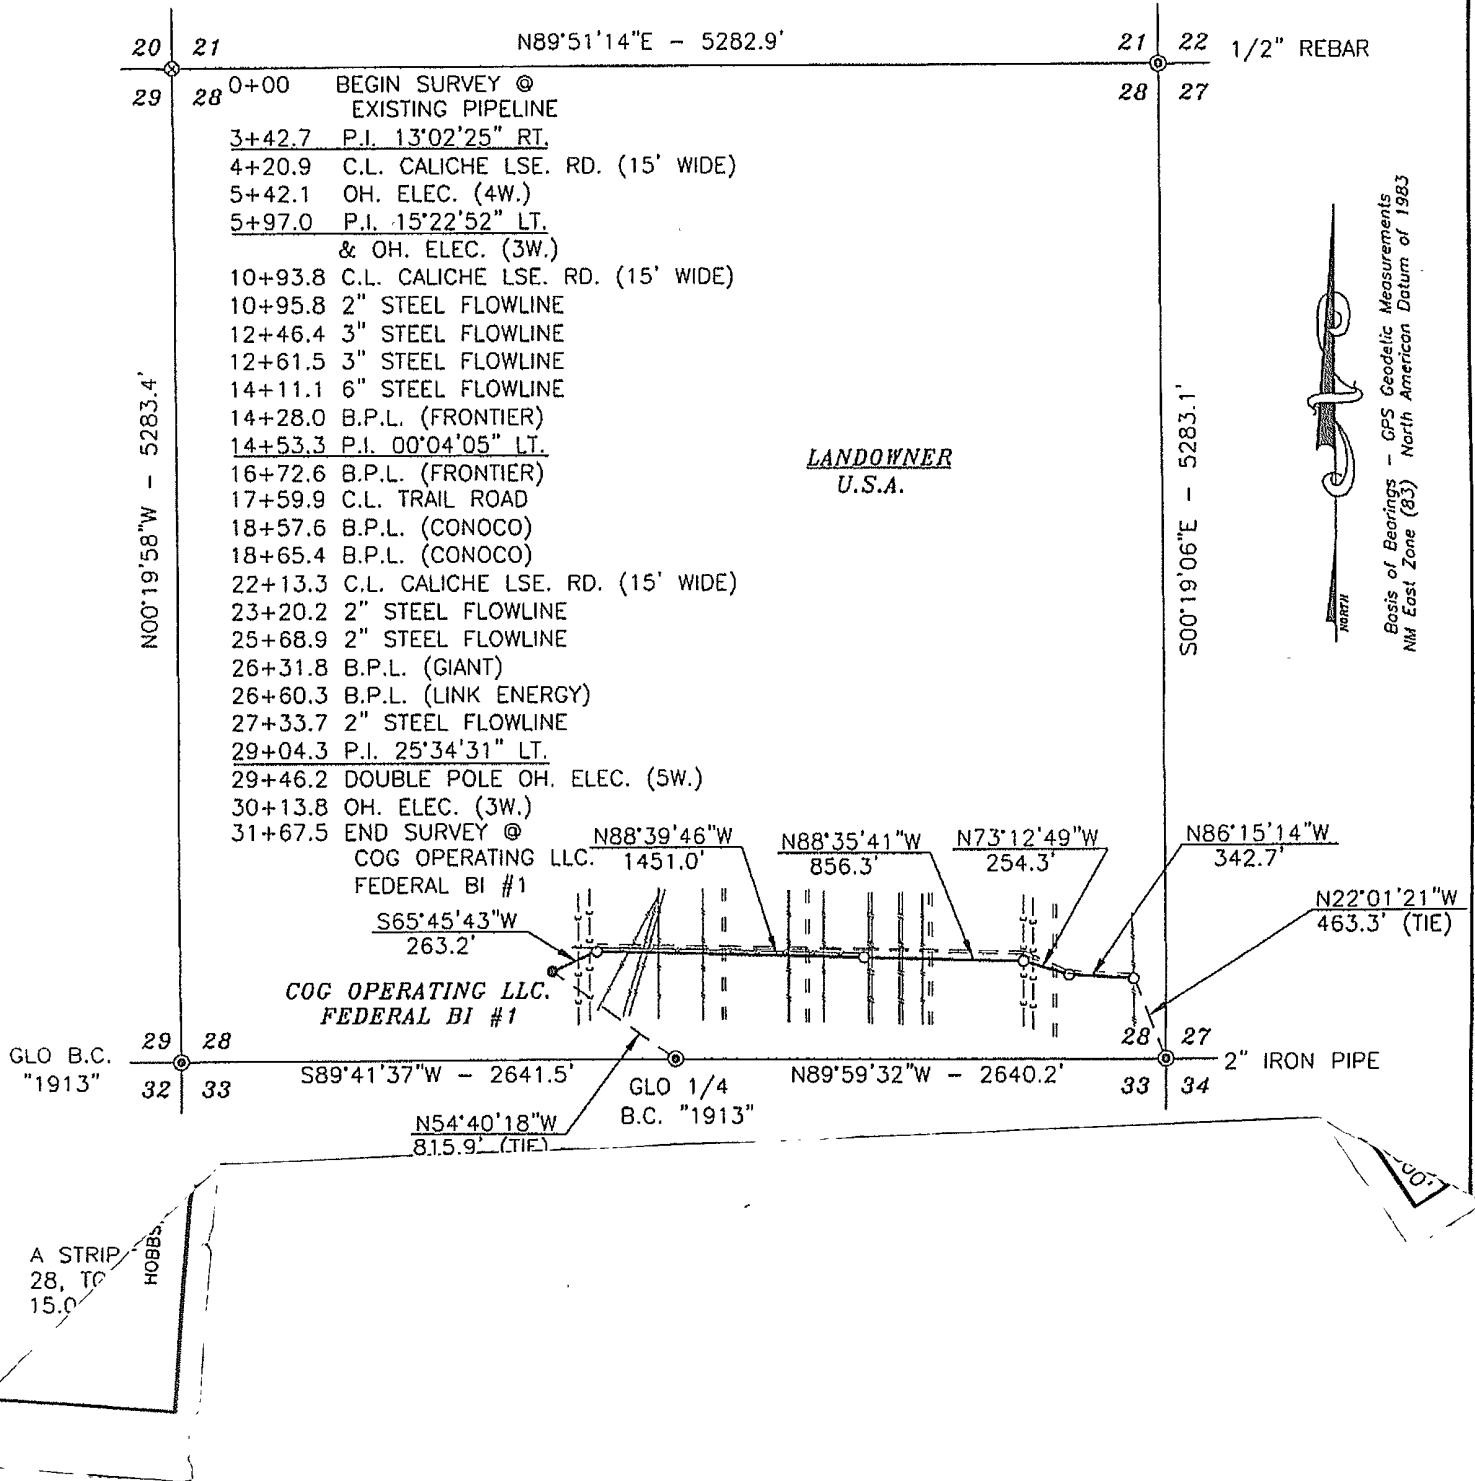 20 21
N89°51'14"E - 5282.9'
21 22 1/2" REBAR
29 28
28 27
0+00 BEGIN SURVEY @
EXISTING PIPELINE
3+42.7 P.I. 13°02'25" RT.
4+20.9 C.L. CALICHE LSE. RD. (15' WIDE)
5+42.1 OH. ELEC. (4W.)
5+97.0 P.I. 15°22'52" LT.
& OH. ELEC. (3W.)
10+93.8 C.L. CALICHE LSE. RD. (15' WIDE)
10+95.8 2" STEEL FLOWLINE
12+46.4 3" STEEL FLOWLINE
12+61.5 3" STEEL FLOWLINE
14+11.1 6" STEEL FLOWLINE
14+28.0 B.P.L. (FRONTIER)
14+53.3 P.I. 00°04'05" LT.
16+72.6 B.P.L. (FRONTIER)
17+59.9 C.L. TRAIL ROAD
18+57.6 B.P.L. (CONOCO)
18+65.4 B.P.L. (CONOCO)
22+13.3 C.L. CALICHE LSE. RD. (15' WIDE)
23+20.2 2" STEEL FLOWLINE
25+68.9 2" STEEL FLOWLINE
26+31.8 B.P.L. (GIANT)
26+60.3 B.P.L. (LINK ENERGY)
27+33.7 2" STEEL FLOWLINE
29+04.3 P.I. 25°34'31" LT.
29+46.2 DOUBLE POLE OH. ELEC. (5W.)
30+13.8 OH. ELEC. (3W.)
31+67.5 END SURVEY @
COG OPERATING LLC.
FEDERAL BI #1
N00°19'58"W - 5283.4'
LANDOWNER
U.S.A.
S00°19'06"E - 5283.1'
NORTH
Basis of Bearings - GPS Geodetic Measurements
NM East Zone (83) North American Datum of 1983
N88°39'46"W
1451.0'
N88°35'41"W
856.3'
N73°12'49"W
254.3'
N86°15'14"W
342.7'
N22°01'21"W
463.3' (TIE)
S65°45'43"W
263.2'
COG OPERATING LLC.
FEDERAL BI #1
29 28
28 27
GLO B.C.
"1913"
32 33
S89°41'37"W - 2641.5'
GLO 1/4
B.C. "1913"
N89°59'32"W - 2640.2'
33 34
2" IRON PIPE
N54°40'18"W
815.9' (TIE)
A STRIP
28, TO
15.0
HOBBS
00'